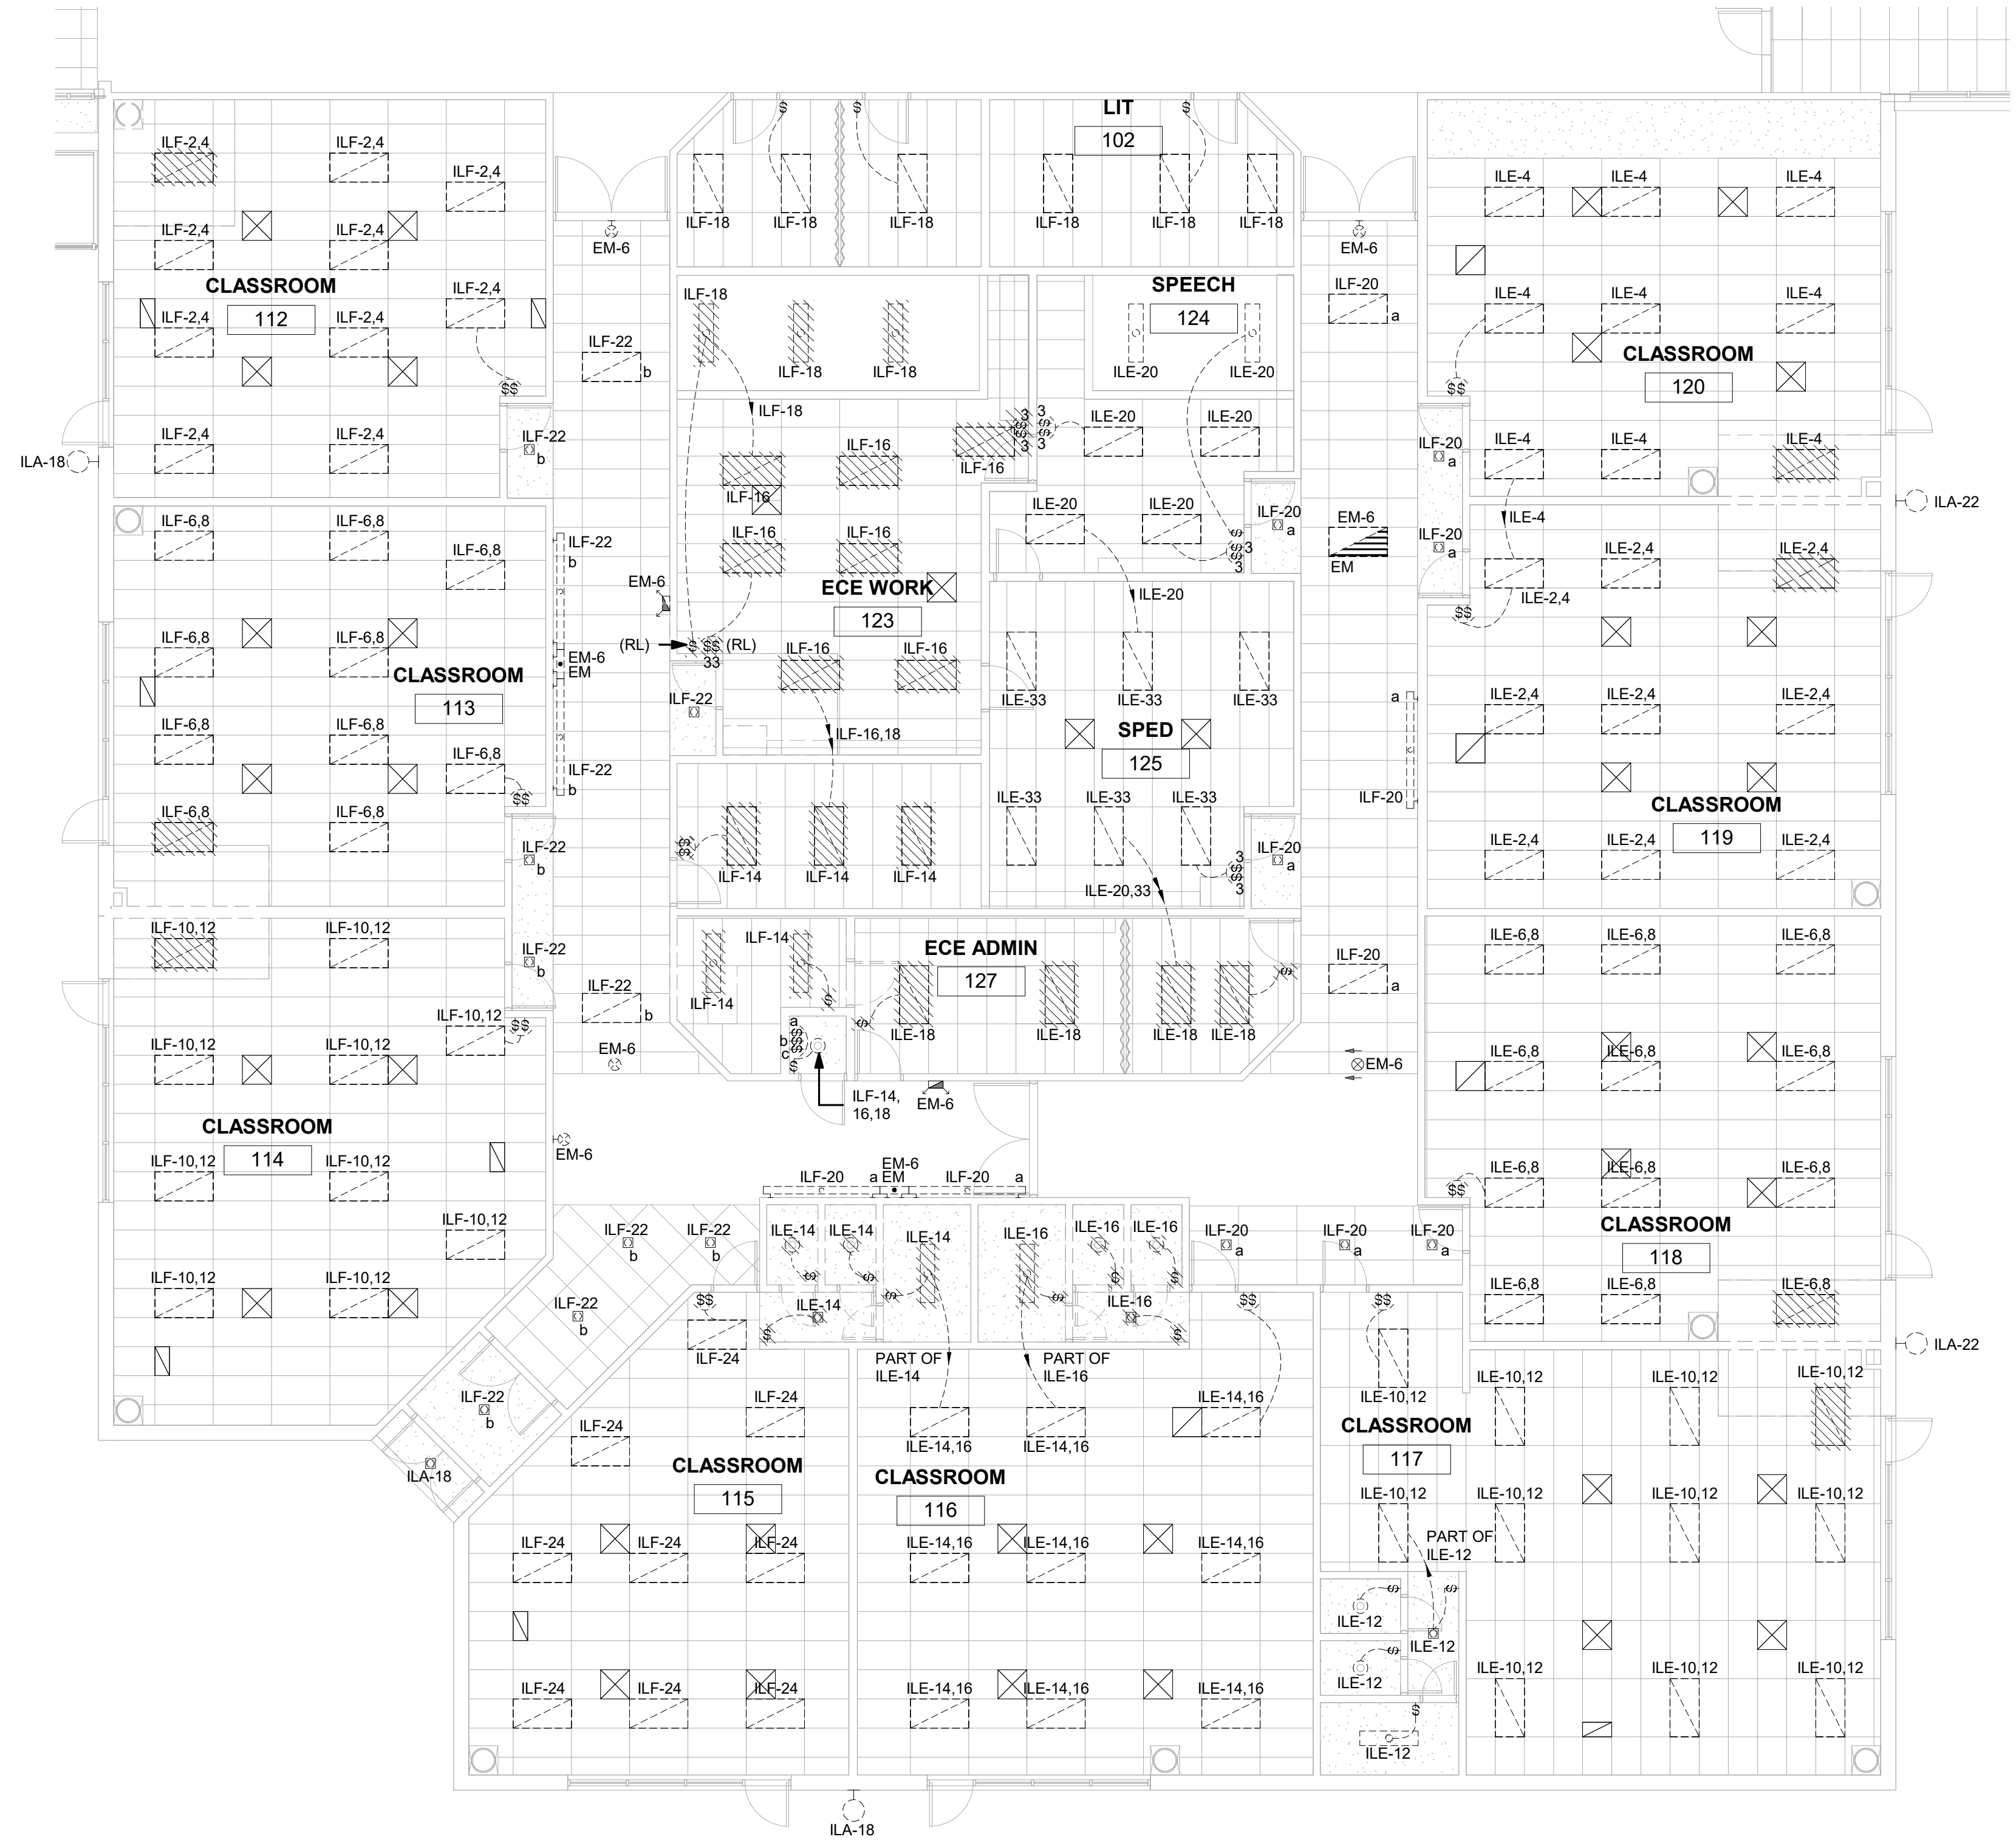 LIT
102
ILF-18
ILF-18
ILF-18
ILF-18
ILF-18
ILF-18
$
$
$
EM-6
EM-6
ILF-2,4
ILF-2,4
ILF-2,4
ILF-2,4
ILF-2,4
CLASSROOM
112
ILF-2,4
ILF-2,4
ILF-2,4
ILF-2,4
ILF-2,4
$$
ILA-18
ILF-22
b
ILF-22
b
CLASSROOM
113
ILF-6,8
ILF-6,8
ILF-6,8
ILF-6,8
ILF-6,8
ILF-6,8
ILF-6,8
ILF-6,8
ILF-6,8
ILF-6,8
$$
ILF-22
b
EM-6
EM
ILF-22
b
ILF-22
b
ILF-22
b
ILF-22
b
EM-6
EM-6
CLASSROOM
114
ILF-10,12
ILF-10,12
ILF-10,12
ILF-10,12
ILF-10,12
ILF-10,12
ILF-10,12
ILF-10,12
ILF-10,12
ILF-10,12
$$
ILF-18
ILF-18
ILF-18
ILF-18
ILF-16
ILF-16
ILF-16
ILF-16
ILF-16
ILF-16
EM-6
ECE WORK
123
(RL)
$
$$
(RL)
33
ILF-16
ILF-16
ILF-22
ILF-16,18
$$
ILF-14
ILF-14
ILF-14
SPEECH
124
ILE-20
ILE-20
3
3
3
3
ILE-20
ILE-20
ILE-20
ILE-20
$
3
3
ILF-20
a
ILE-20
ILE-33
ILE-33
ILE-33
SPED
125
ILE-33
ILE-33
ILE-33
3
3
ILF-20
a
ILE-20,33
ILF-14
ILF-14
$
a
b
c
$
ECE ADMIN
127
ILE-18
ILE-18
ILE-18
ILE-18
$
$
ILF-14,
16,18
EM-6
ILF-20
a
ILF-20
a
ILF-20
a
EM-6
EM
a
ILF-20
ILF-20
a
EM-6
ILE-4
ILE-4
ILE-4
ILE-4
ILE-4
ILE-4
CLASSROOM
120
$$
ILE-4
ILE-4
ILE-4
ILA-22
ILE-4
ILE-2,4
ILE-2,4
ILE-2,4
$$
ILE-2,4
ILE-2,4
ILE-2,4
CLASSROOM
119
ILE-2,4
ILE-2,4
ILE-2,4
ILE-6,8
ILE-6,8
ILE-6,8
ILE-6,8
ILE-6,8
ILE-6,8
ILE-6,8
ILE-6,8
ILE-6,8
$$
CLASSROOM
118
ILE-6,8
ILE-6,8
ILE-6,8
ILA-22
EM-6
EM
ILF-20
a
ILF-20
a
ILF-22
b
ILF-22
b
ILF-22
b
ILF-22
b
ILA-18
ILE-14
ILE-14
ILE-14
ILE-14
$
$
$
$
ILE-16
ILE-16
ILE-16
ILE-16
$
$
$
ILF-20
a
ILF-20
a
ILF-20
a
$$
ILF-24
ILF-24
ILF-24
CLASSROOM
115
ILF-24
ILF-24
ILF-24
ILF-24
ILF-24
ILF-24
PART OF
ILE-14
PART OF
ILE-16
$$
ILE-14,16
ILE-14,16
ILE-14,16
CLASSROOM
116
ILE-14,16
ILE-14,16
ILE-14,16
ILE-14,16
ILE-14,16
ILE-14,16
ILA-18
$$
ILE-10,12
CLASSROOM
117
ILE-10,12
PART OF
ILE-12
ILE-10,12
ILE-10,12
ILE-10,12
ILE-10,12
ILE-10,12
ILE-10,12
ILE-10,12
ILE-10,12
ILE-10,12
$
$
ILE-12
ILE-12
$
ILE-12
$
ILE-12